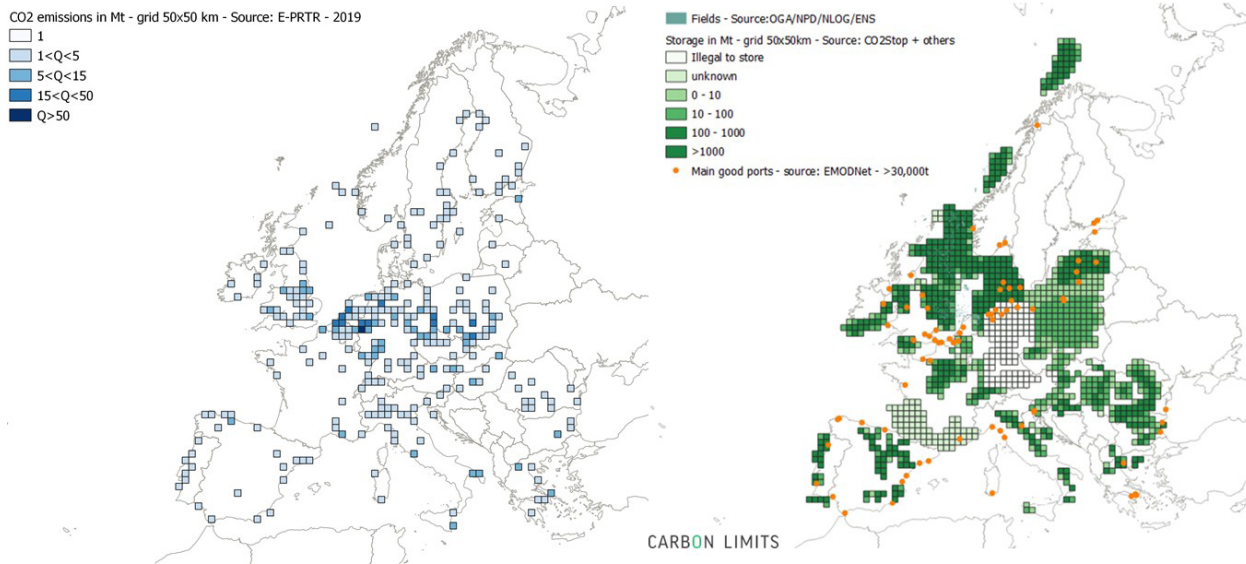 CO2 emissions in Mt - grid 50x50 km - Source: E-PRTR - 2019
1
1<Q<5
5<Q<15
15<Q<50
Q>50
Fields - Source:OGA/NPD/NLOG/ENS
Storage in Mt - grid 50x50km - Source: CO2Stop + others
Illegal to store
unknown
0 - 10
10 - 100
100 - 1000
>1000
Main good ports - source: EMODNet - >30,000t
CARBON LIMITS